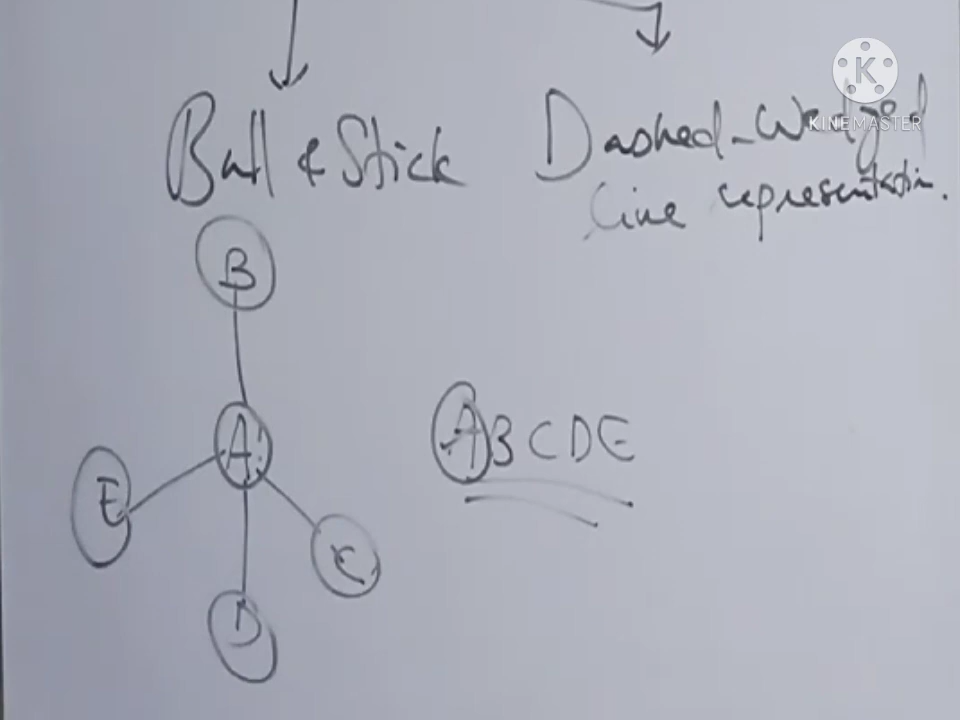 Ball & Stick
Dashed-Wedged
line representation.
K
KINEMASTER
B
A
E
C
D
ABCDE